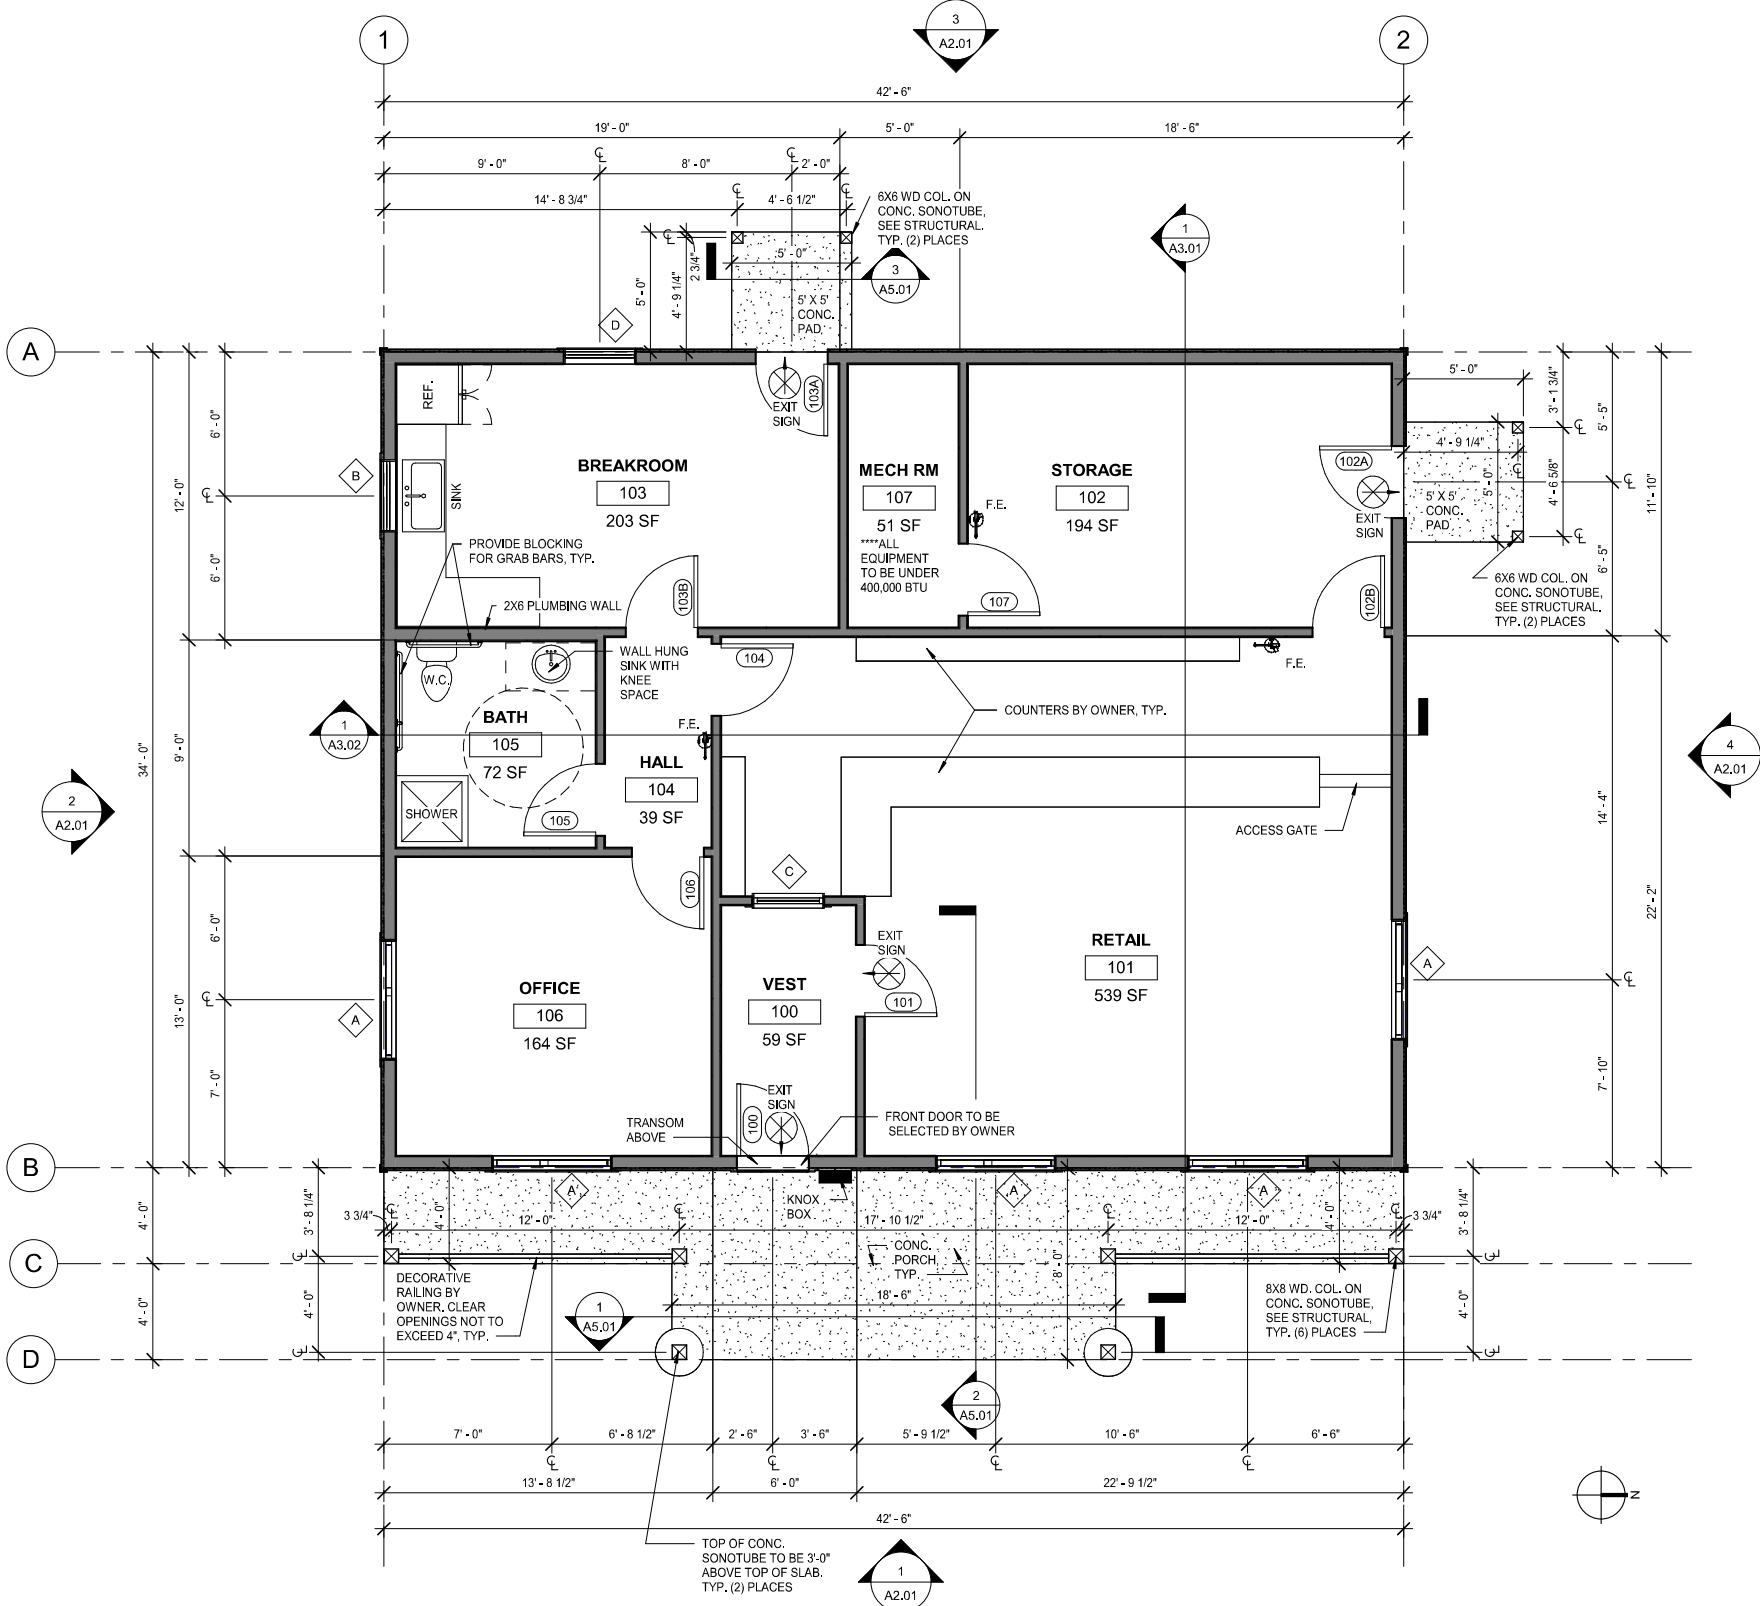 3
A2.01
1
2
42' - 6"
19' - 0"
5' - 0"
18' - 6"
9' - 0"
8' - 0"
2' - 0"
14' - 8 3/4"
4' - 6 1/2"
6X6 WD COL. ON
CONC. SONOTUBE,
SEE STRUCTURAL.
TYP. (2) PLACES
1
A3.01
5' - 0"
4' - 9 1/4"
2 3/4"
5' - 0"
3
A5.01
5' X 5'
CONC.
PAD
D
A
REF.
103A
EXIT
SIGN
5' - 0"
3' - 1 3/4"
5' - 5"
6' - 0"
B
SINK
BREAKROOM
103
203 SF
MECH RM
107
51 SF
****ALL
EQUIPMENT
TO BE UNDER
400,000 BTU
STORAGE
102
194 SF
F.E.
102A
EXIT
SIGN
4' - 9 1/4"
5' - 0"
4' - 6 5/8"
5' X 5'
CONC.
PAD
11' - 10"
12' - 0"
6' - 0"
PROVIDE BLOCKING
FOR GRAB BARS, TYP.
2X6 PLUMBING WALL
103B
107
102B
6' - 5"
6X6 WD COL. ON
CONC. SONOTUBE,
SEE STRUCTURAL.
TYP. (2) PLACES
W.C.
WALL HUNG
SINK WITH
KNEE
SPACE
104
F.E.
COUNTERS BY OWNER, TYP.
1
A3.02
BATH
105
72 SF
F.E.
HALL
104
39 SF
4
A2.01
34' - 0"
9' - 0"
2
A2.01
SHOWER
105
ACCESS GATE
14' - 4"
106
C
22' - 2"
6' - 0"
13' - 0"
7' - 0"
A
OFFICE
106
164 SF
VEST
100
59 SF
EXIT
SIGN
101
RETAIL
101
539 SF
A
7' - 10"
TRANSOM
ABOVE
100
EXIT
SIGN
FRONT DOOR TO BE
SELECTED BY OWNER
B
A
KNOX
BOX
A
A
4' - 0"
3' - 8 1/4"
3 3/4"
4' - 0"
12' - 0"
17' - 10 1/2"
12' - 0"
4' - 0"
3 3/4"
3' - 8 1/4"
C
CONC.
PORCH
TYP.
8' - 0"
18' - 6"
DECORATIVE
RAILING BY
OWNER. CLEAR
OPENINGS NOT TO
EXCEED 4", TYP.
1
A5.01
8X8 WD. COL. ON
CONC. SONOTUBE,
SEE STRUCTURAL,
TYP. (6) PLACES
4' - 0"
4' - 0"
4' - 0"
D
2
A5.01
7' - 0"
6' - 8 1/2"
2' - 6"
3' - 6"
5' - 9 1/2"
10' - 6"
6' - 6"
13' - 8 1/2"
6' - 0"
22' - 9 1/2"
N
42' - 6"
TOP OF CONC.
SONOTUBE TO BE 3'-0"
ABOVE TOP OF SLAB.
TYP. (2) PLACES
1
A2.01